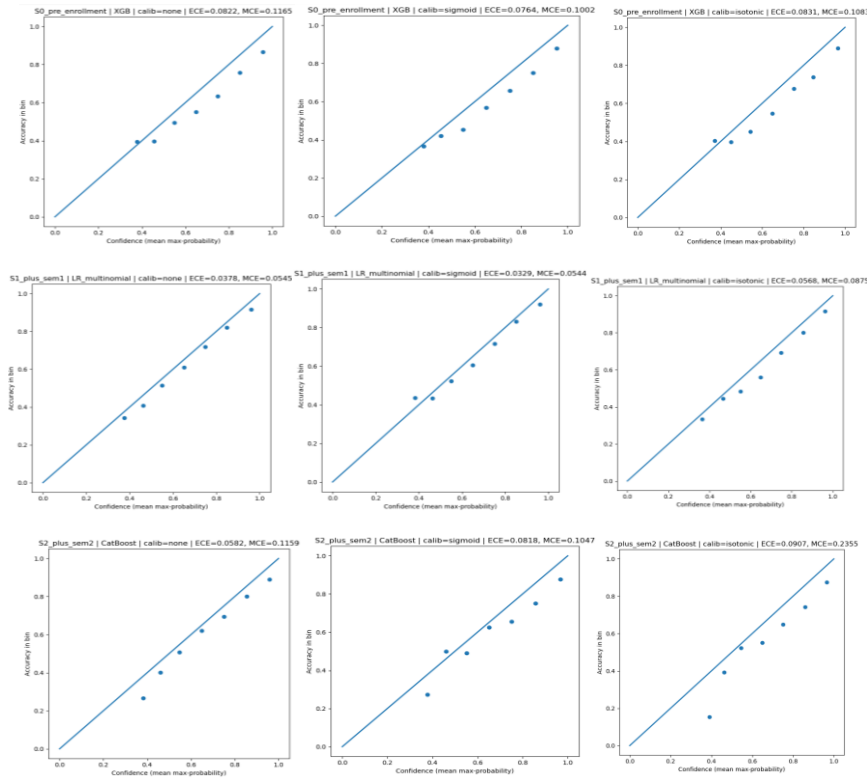 S0_pre_enrollment | XGB | calib=none | ECE=0.0822, MCE=0.1165
1.0
0.8
0.6
0.4
0.2
0.0
Accuracy in bin
0.0 0.2 0.4 0.6 0.8 1.0
Confidence (mean max-probability)
S0_pre_enrollment | XGB | calib=sigmoid | ECE=0.0764, MCE=0.1002
1.0
0.8
0.6
0.4
0.2
0.0
Accuracy in bin
0.0 0.2 0.4 0.6 0.8 1.0
Confidence (mean max-probability)
S0_pre_enrollment | XGB | calib=isotonic | ECE=0.0831, MCE=0.1081
1.0
0.8
0.6
0.4
0.2
0.0
Accuracy in bin
0.0 0.2 0.4 0.6 0.8 1.0
Confidence (mean max-probability)
S1_plus_sem1 | LR_multinomial | calib=none | ECE=0.0378, MCE=0.0545
1.0
0.8
0.6
0.4
0.2
0.0
Accuracy in bin
0.0 0.2 0.4 0.6 0.8 1.0
Confidence (mean max-probability)
S1_plus_sem1 | LR_multinomial | calib=sigmoid | ECE=0.0329, MCE=0.0544
1.0
0.8
0.6
0.4
0.2
0.0
Accuracy in bin
0.0 0.2 0.4 0.6 0.8 1.0
Confidence (mean max-probability)
S1_plus_sem1 | LR_multinomial | calib=isotonic | ECE=0.0568, MCE=0.0875
1.0
0.8
0.6
0.4
0.2
0.0
Accuracy in bin
0.0 0.2 0.4 0.6 0.8 1.0
Confidence (mean max-probability)
S2_plus_sem2 | CatBoost | calib=none | ECE=0.0582, MCE=0.1159
1.0
0.8
0.6
0.4
0.2
0.0
Accuracy in bin
0.0 0.2 0.4 0.6 0.8 1.0
Confidence (mean max-probability)
S2_plus_sem2 | CatBoost | calib=sigmoid | ECE=0.0818, MCE=0.1047
1.0
0.8
0.6
0.4
0.2
0.0
Accuracy in bin
0.0 0.2 0.4 0.6 0.8 1.0
Confidence (mean max-probability)
S2_plus_sem2 | CatBoost | calib=isotonic | ECE=0.0907, MCE=0.2355
1.0
0.8
0.6
0.4
0.2
0.0
Accuracy in bin
0.0 0.2 0.4 0.6 0.8 1.0
Confidence (mean max-probability)